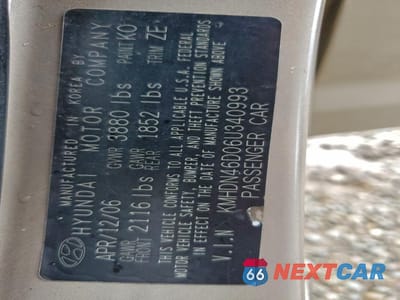 MANUFACTURED IN KOREA BY
HYUNDAI MOTOR COMPANY
APR/12/06 GVWR 3880 lbs PAINT KO
GAWR FRONT 2116 lbs GAWR REAR 1862 lbs TRIM ZE
THIS VEHICLE CONFORMS TO ALL APPLICABLE U.S.A. FEDERAL
MOTOR VEHICLE SAFETY, BUMPER, AND THEFT PREVENTION STANDARDS
IN EFFECT ON THE DATE OF MANUFACTURE SHOWN ABOVE
V.I.N KMHDN46D06U340993
PASSENGER CAR
66 NEXTCAR